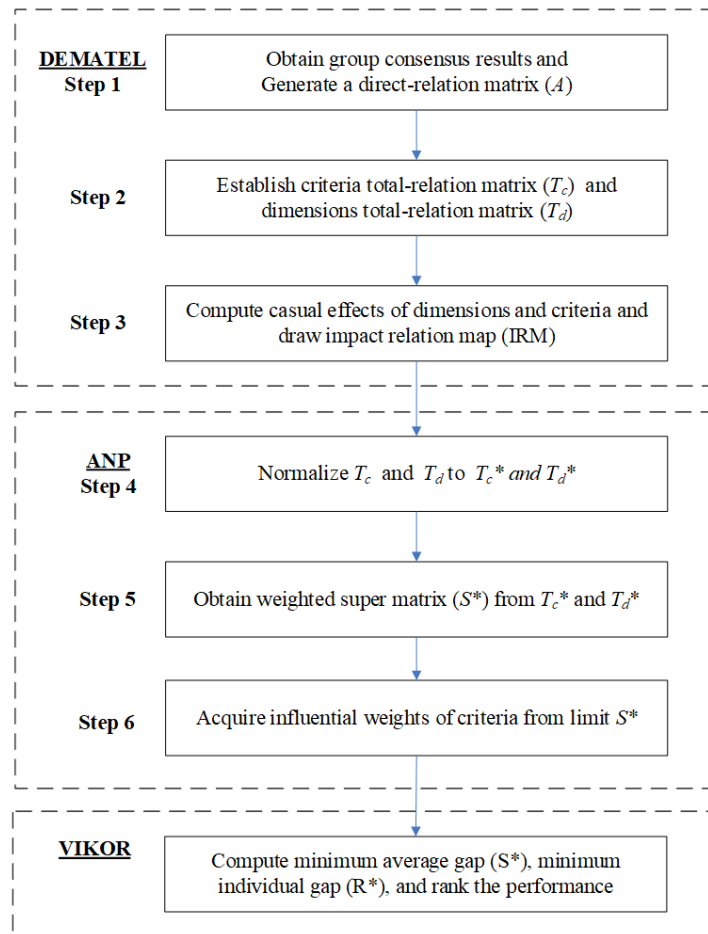 DEMATEL
Step 1
Obtain group consensus results and
Generate a direct-relation matrix (A)
Step 2
Establish criteria total-relation matrix (Tc) and
dimensions total-relation matrix (Td)
Step 3
Compute casual effects of dimensions and criteria and
draw impact relation map (IRM)
ANP
Step 4
Normalize Tc and Td to Tc* and Td*
Step 5
Obtain weighted super matrix (S*) from Tc* and Td*
Step 6
Acquire influential weights of criteria from limit S*
VIKOR
Compute minimum average gap (S*), minimum
individual gap (R*), and rank the performance